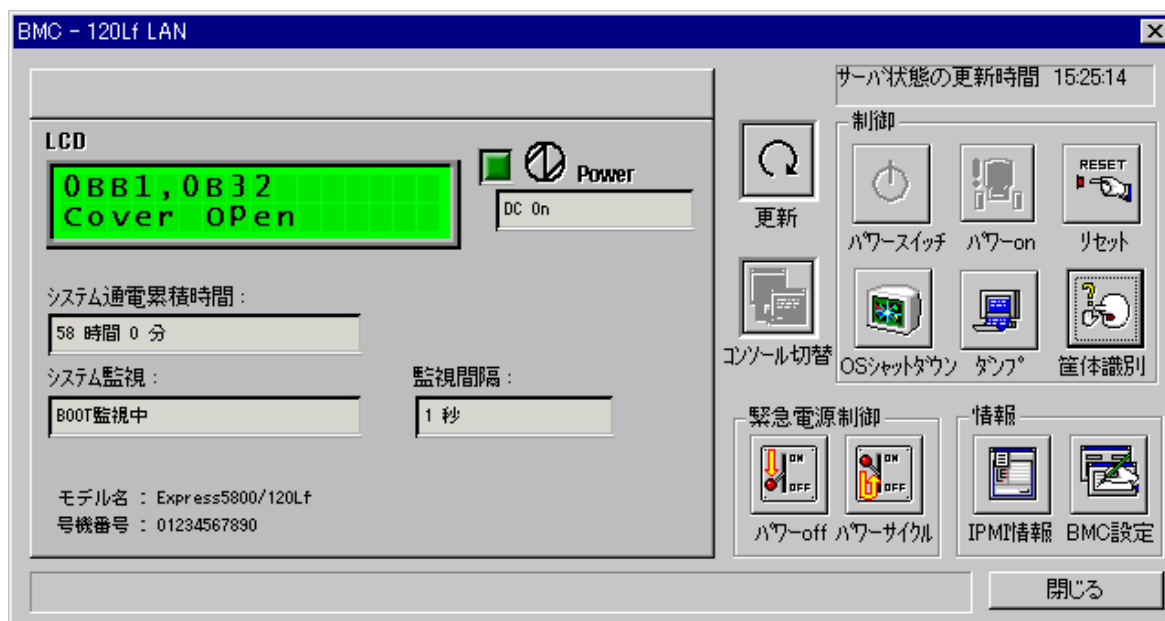 BMC - 120Lf LAN
サーバ状態の更新時間 15:25:14
LCD
0BB1,0B32
Cover OPen
Power
DC On
システム通電累積時間 :
58 時間 0 分
システム監視 :
監視間隔 :
BOOT監視中
1 秒
モデル名 : Express5800/120Lf
号機番号 : 01234567890
更新
コンソール切替
制御
RESET
パワースイッチ
パワーon
リセット
OSシャットダウン
ダンプ
筐体識別
緊急電源制御
ON
OFF
ON
OFF
パワーoff
パワーサイクル
情報
IPMI情報
BMC設定
閉じる